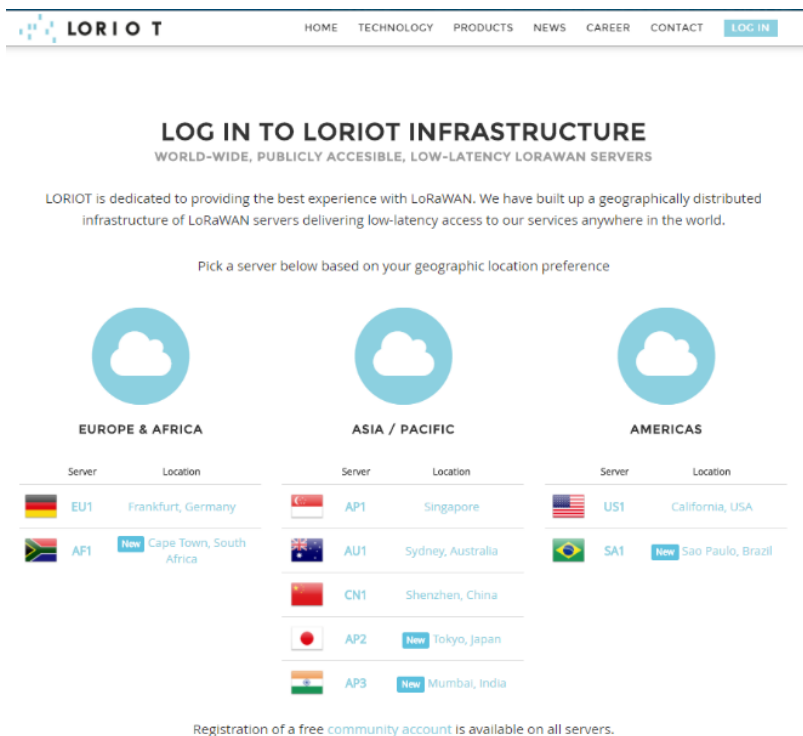 LORIOT
HOME TECHNOLOGY PRODUCTS NEWS CAREER CONTACT LOG IN
LOG IN TO LORIOT INFRASTRUCTURE
WORLD-WIDE, PUBLICLY ACCESIBLE, LOW-LATENCY LORAWAN SERVERS
LORIOT is dedicated to providing the best experience with LoRaWAN. We have built up a geographically distributed
infrastructure of LoRaWAN servers delivering low-latency access to our services anywhere in the world.
Pick a server below based on your geographic location preference
EUROPE & AFRICA
Server Location
EU1 Frankfurt, Germany
AF1 New Cape Town, South
Africa
ASIA / PACIFIC
Server Location
AP1 Singapore
AU1 Sydney, Australia
CN1 Shenzhen, China
AP2 New Tokyo, Japan
AP3 New Mumbai, India
AMERICAS
Server Location
US1 California, USA
SA1 New Sao Paulo, Brazil
Registration of a free community account is available on all servers.